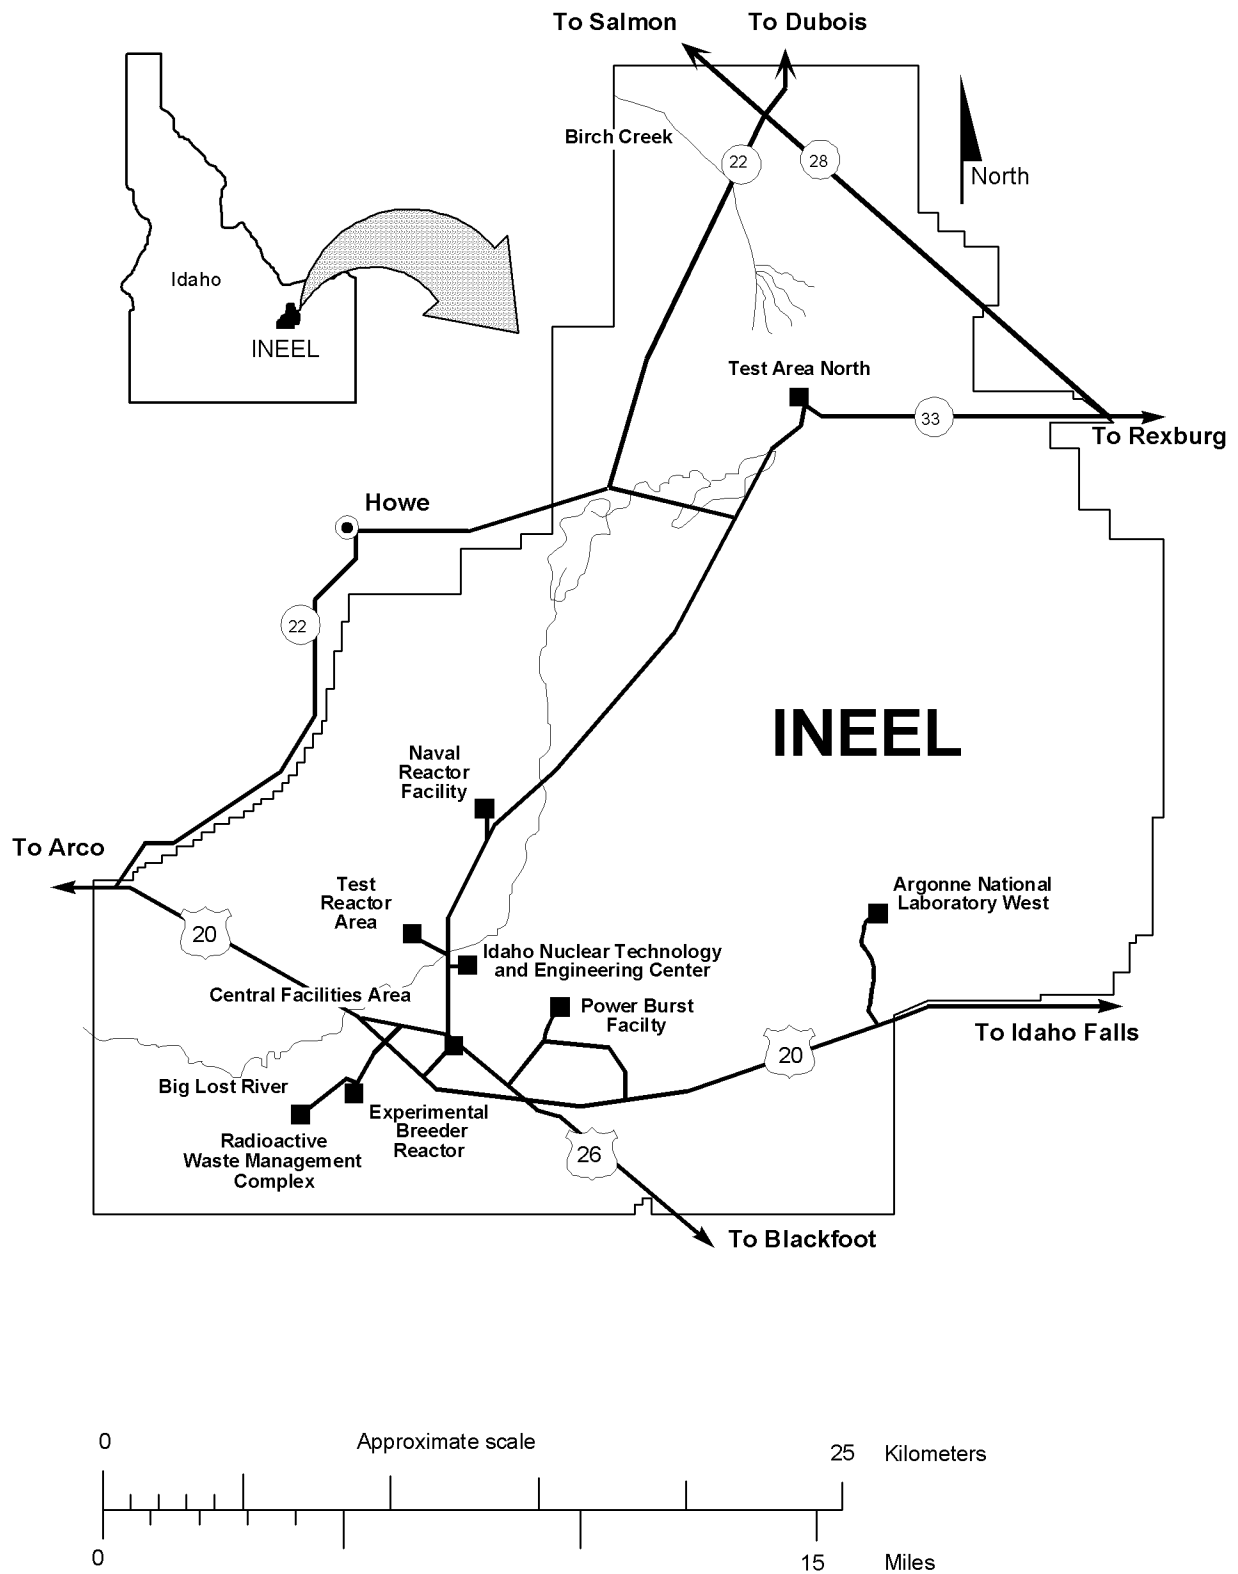 To Salmon
To Dubois
Birch Creek
22
28
North
Idaho
INEEL
Test Area North
33
To Rexburg
Howe
22
INEEL
Naval
Reactor
Facility
To Arco
Test
Reactor
Area
Argonne National
Laboratory West
20
Idaho Nuclear Technology
and Engineering Center
Central Facilities Area
Power Burst
Facilty
To Idaho Falls
20
Big Lost River
Experimental
Breeder
Reactor
Radioactive
Waste Management
Complex
26
To Blackfoot
0
Approximate scale
25
Kilometers
0
15
Miles